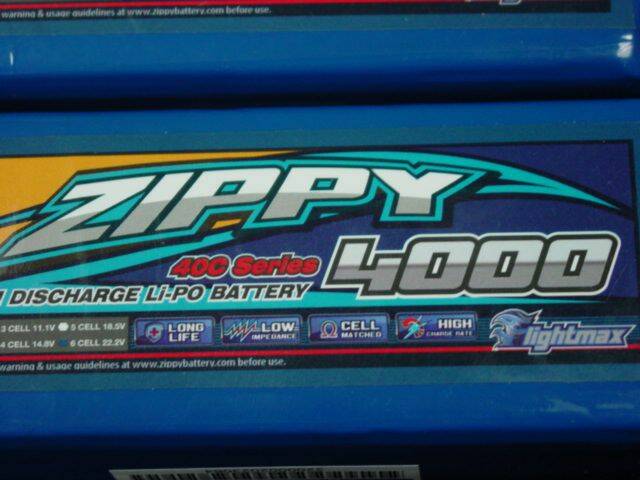 warning & usage guidelines at www.zippybattery.com before use.
ZIPPY
40C Series 4000
DISCHARGE Li-PO BATTERY
3 CELL 11.1V 5 CELL 18.5V
4 CELL 14.8V 6 CELL 22.2V
LONG LIFE
LOW IMPEDANCE
CELL MATCHED
HIGH CHARGE RATE
lightmax
warning & usage guidelines at www.zippybattery.com before use.